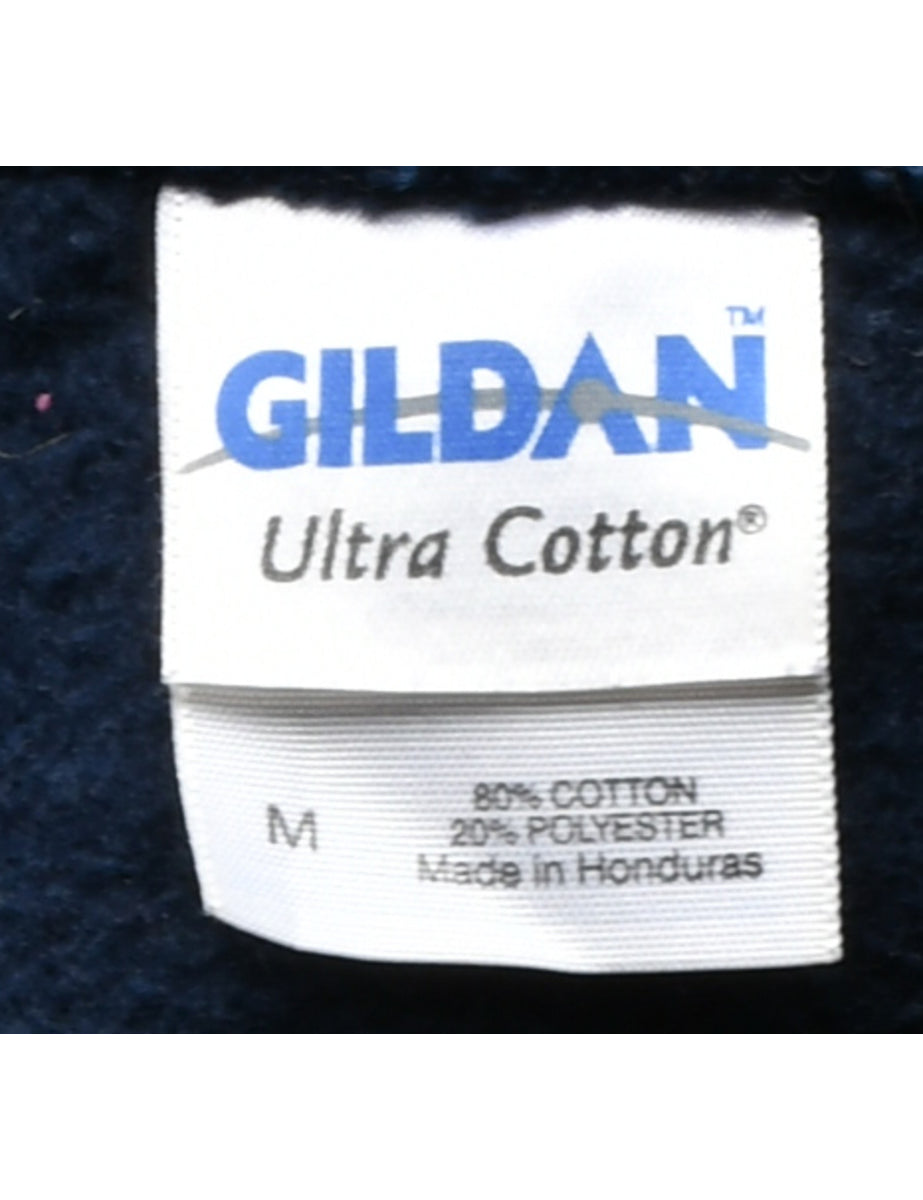 GILDAN™
Ultra Cotton®
M
80% COTTON
20% POLYESTER
Made in Honduras